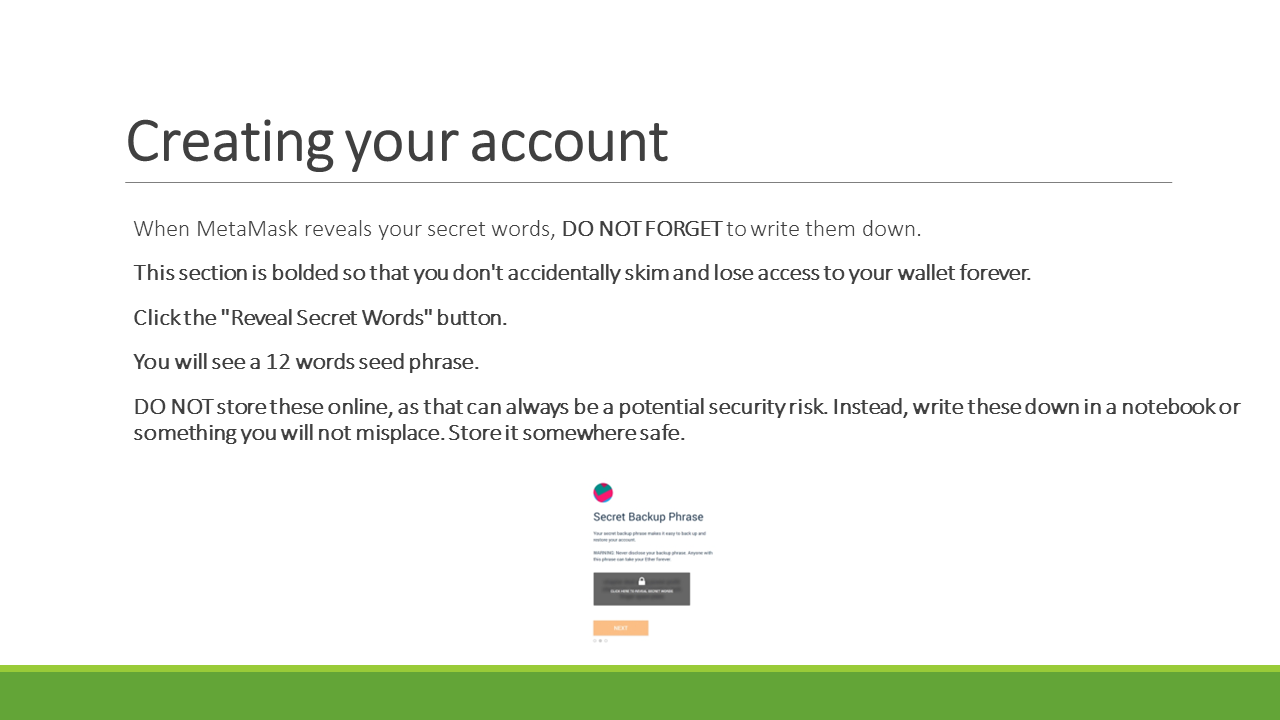 Creating your account
When MetaMask reveals your secret words, DO NOT FORGET to write them down.
This section is bolded so that you don't accidentally skim and lose access to your wallet forever.
Click the "Reveal Secret Words" button.
You will see a 12 words seed phrase.
DO NOT store these online, as that can always be a potential security risk. Instead, write these down in a notebook or
something you will not misplace. Store it somewhere safe.
Secret Backup Phrase
Your secret backup phrase makes it easy to back up and
restore your account.
WARNING: Never disclose your backup phrase. Anyone with
this phrase can take your Ether forever.
CLICK HERE TO REVEAL SECRET WORDS
NEXT